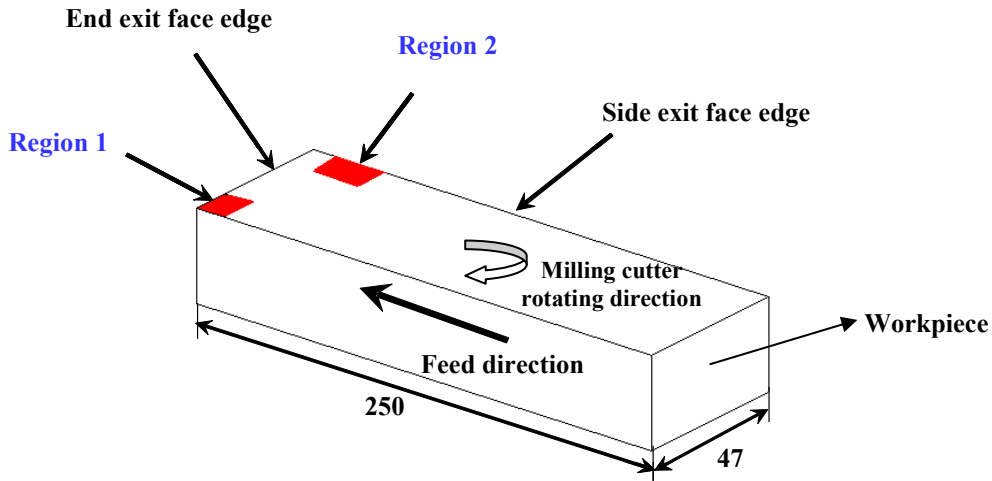 End exit face edge
Region 2
Side exit face edge
Region 1
Milling cutter
rotating direction
Workpiece
Feed direction
250
47